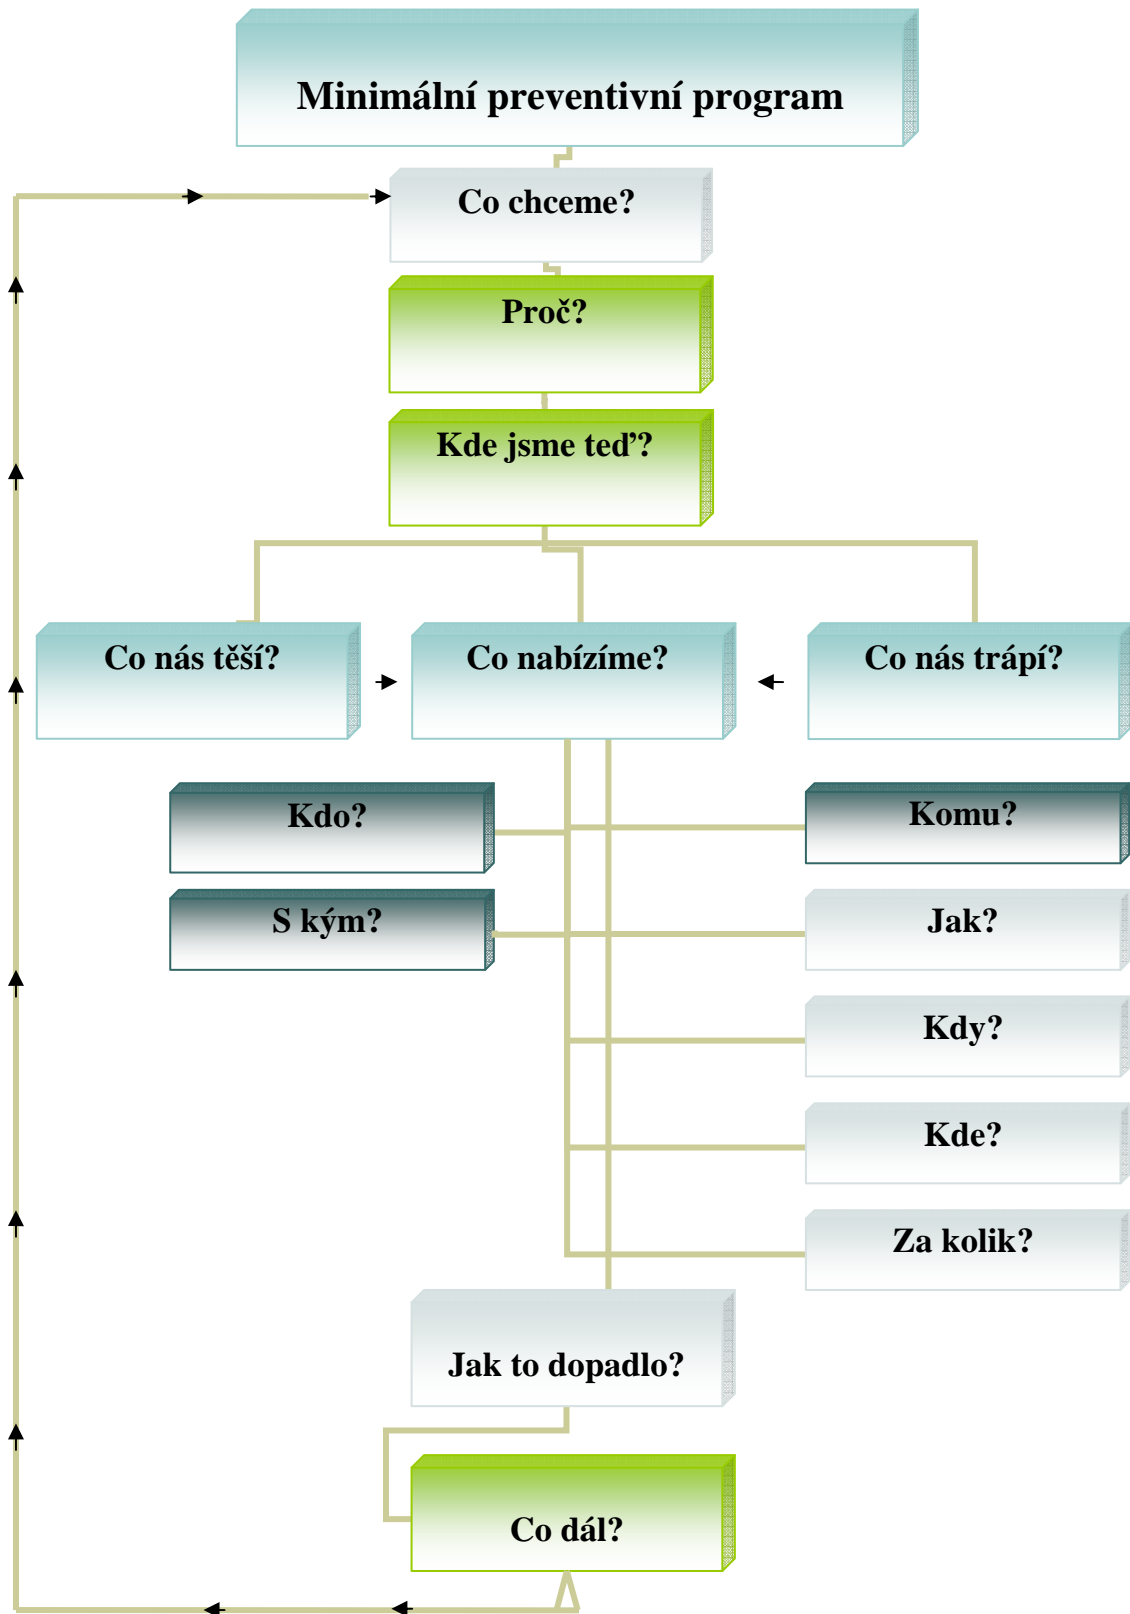 Minimální preventivní program
Co chceme?
Proč?
Kde jsme teď?
Co nás těší?
Co nabízíme?
Co nás trápí?
Kdo?
Komu?
S kým?
Jak?
Kdy?
Kde?
Za kolik?
Jak to dopadlo?
Co dál?